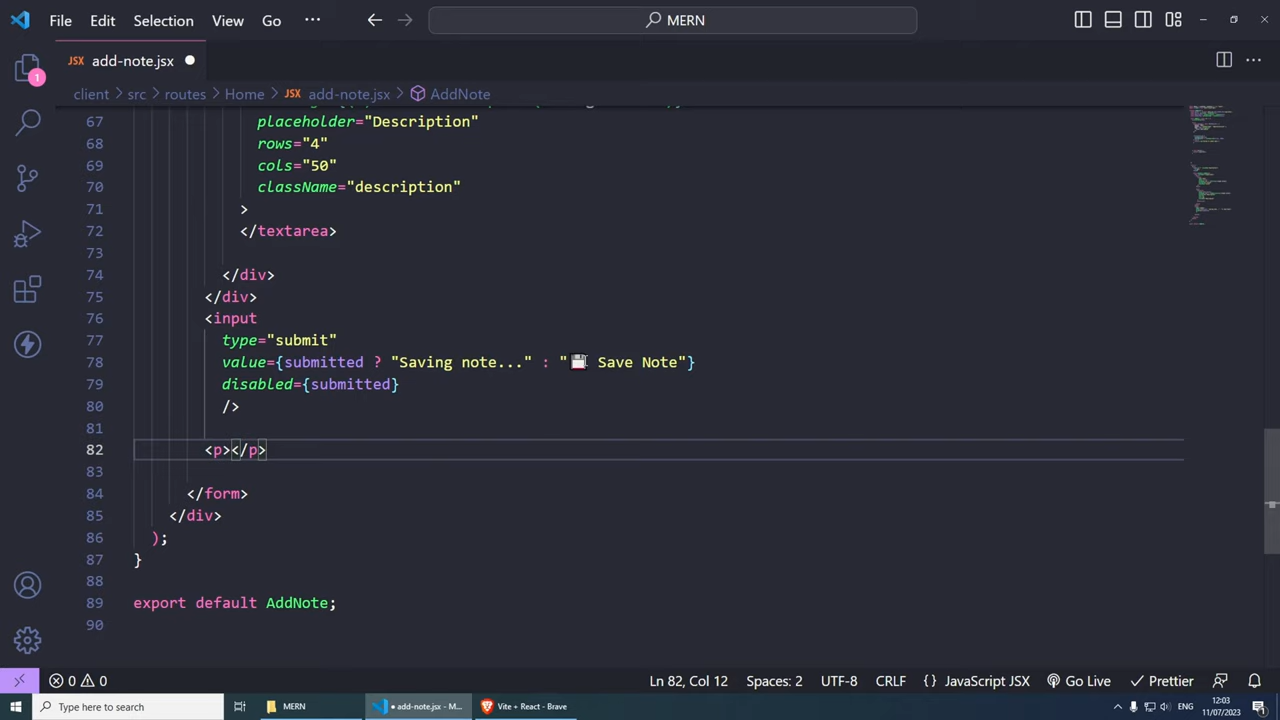 File Edit Selection View Go ··· MERN
JSX add-note.jsx
1
client > src > routes > Home > JSX add-note.jsx > AddNote
67 placeholder="Description"
68 rows="4"
69 cols="50"
70 className="description"
71 >
72 </textarea>
73
74 </div>
75 </div>
76 <input
77 type="submit"
78 value={submitted ? "Saving note..." : "💾 Save Note"}
79 disabled={submitted}
80 />
81
82 <p></p>
83
84 </form>
85 </div>
86 );
87 }
88
89 export default AddNote;
90
0 0 Ln 82, Col 12 Spaces: 2 UTF-8 CRLF {} JavaScript JSX Go Live Prettier
Type here to search MERN • add-note.jsx - M... Vite + React - Brave ENG 12:03
11/07/2023 1